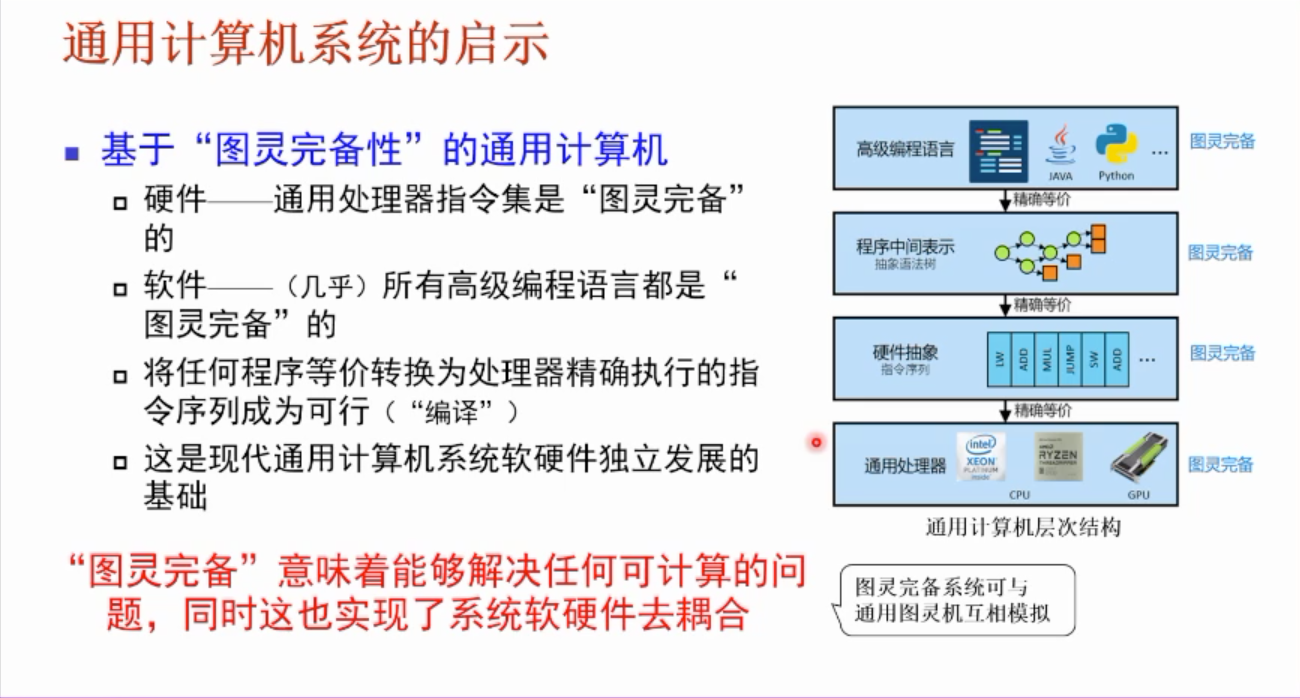 通用计算机系统的启示
基于“图灵完备性”的通用计算机
硬件——通用处理器指令集是“图灵完备”
的
软件——（几乎）所有高级编程语言都是“
图灵完备”的
将任何程序等价转换为处理器精确执行的指
令序列成为可行（“编译”）
这是现代通用计算机系统软硬件独立发展的
基础
“图灵完备”意味着能够解决任何可计算的问
题，同时这也实现了系统软硬件去耦合
高级编程语言
JAVA
Python
...
图灵完备
精确等价
程序中间表示
抽象语法树
图灵完备
精确等价
硬件抽象
指令序列
LW
ADD
MUL
JUMP
SW
ADD
...
图灵完备
精确等价
通用处理器
intel
XEON
PLATINUM
inside
AMD
RYZEN
THREADRIPPER
CPU
GPU
图灵完备
通用计算机层次结构
图灵完备系统可与
通用图灵机互相模拟